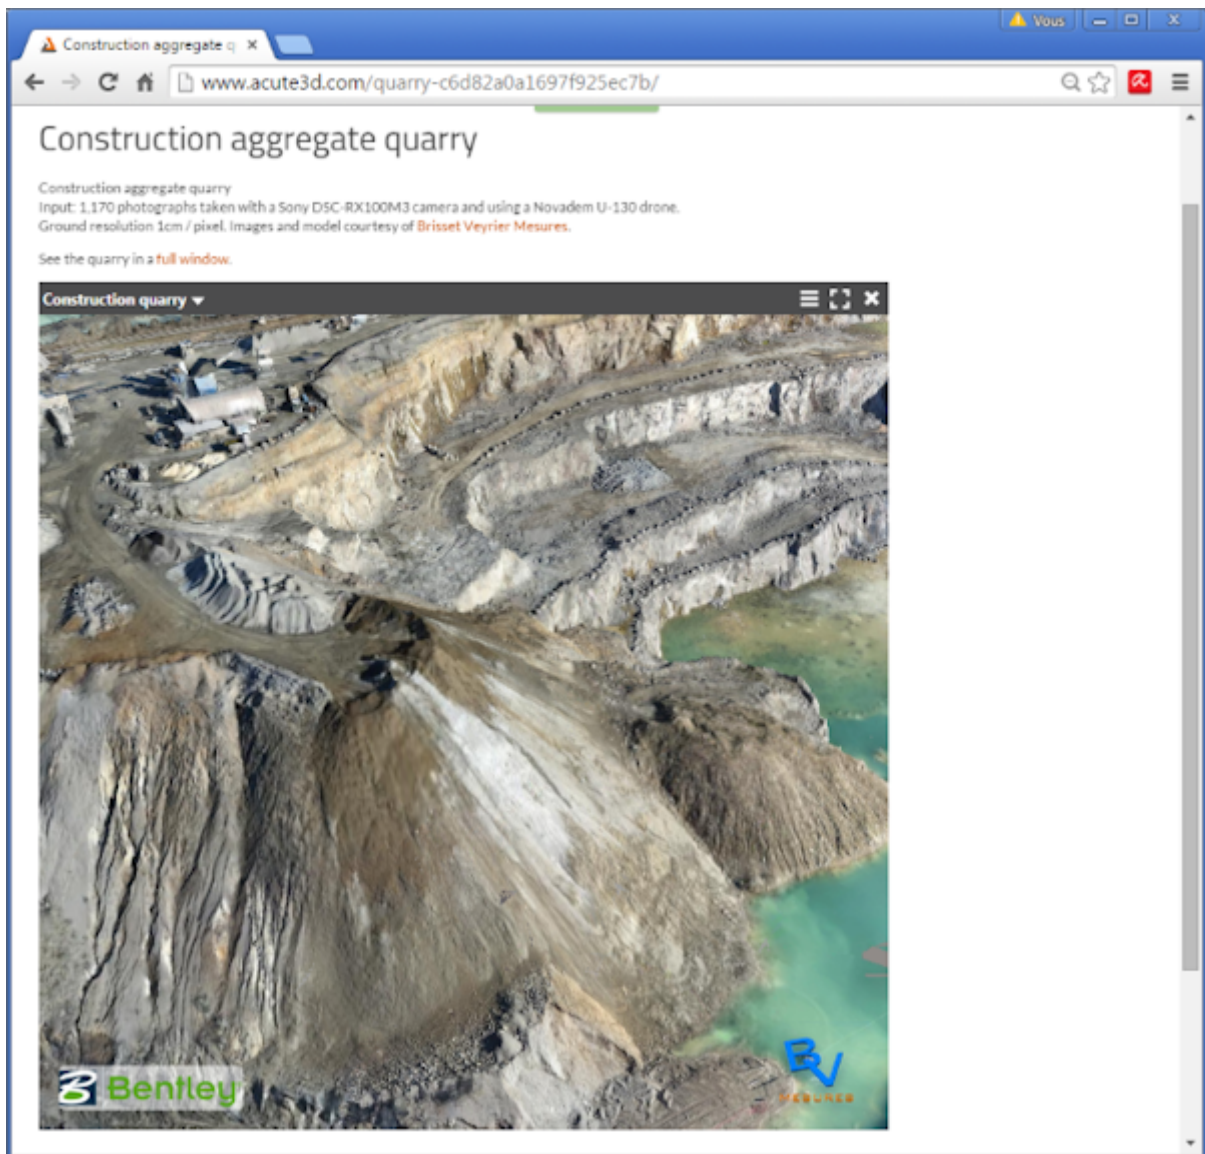 Vous
Construction aggregate q
www.acute3d.com/quarry-c6d82a0a1697f925ec7b/
Construction aggregate quarry
Construction aggregate quarry
Input: 1,170 photographs taken with a Sony DSC-RX100M3 camera and using a Novadem U-130 drone.
Ground resolution 1cm / pixel. Images and model courtesy of Brisset Veyrier Mesures.
See the quarry in a full window.
Construction quarry
Bentley
BV
MESURES